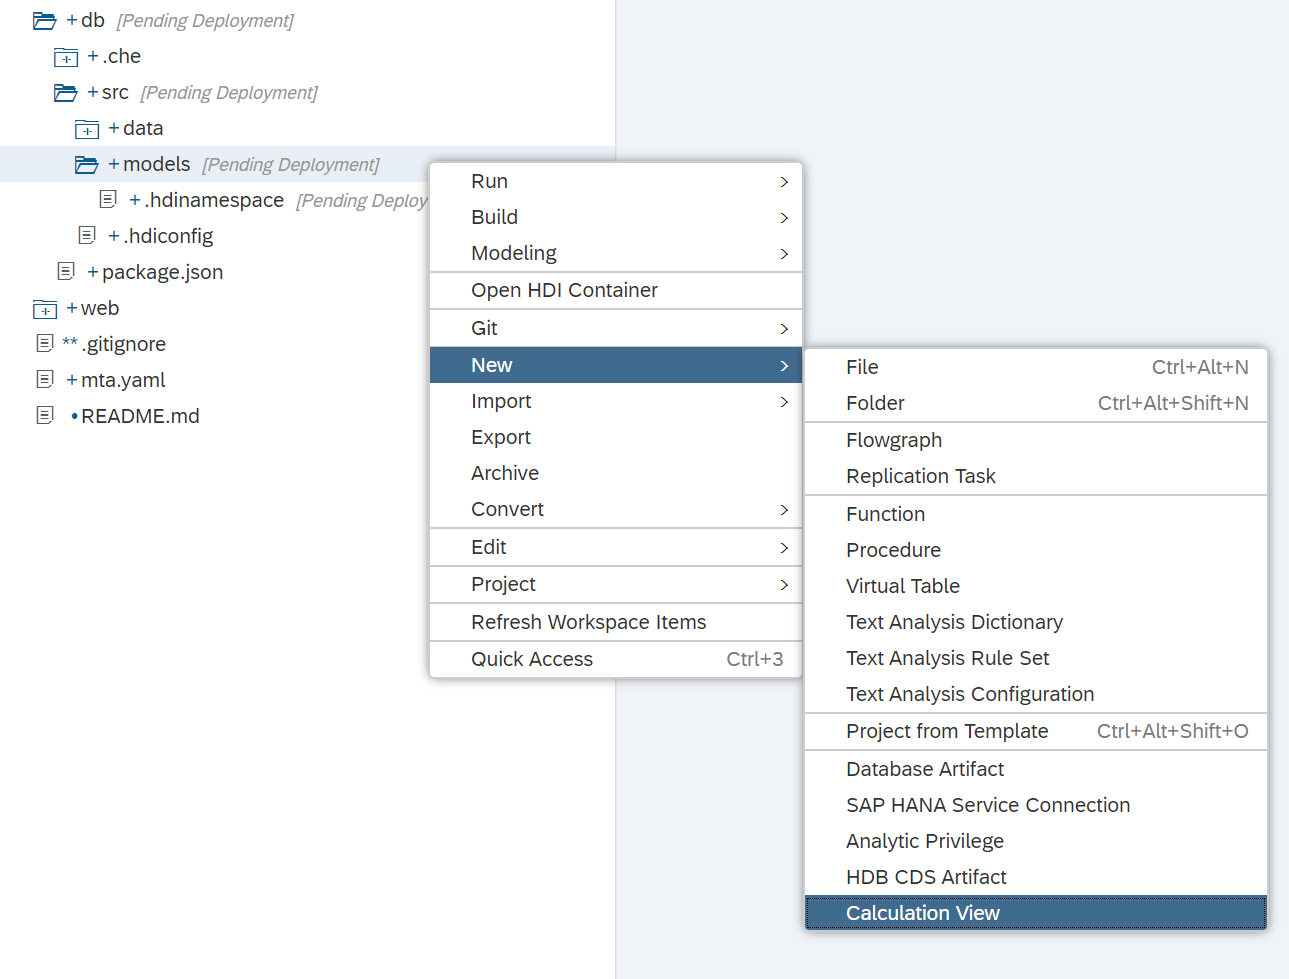 + db [Pending Deployment]
+ .che
+ src [Pending Deployment]
+ data
+ models [Pending Deployment]
+ .hdinamespace [Pending Deploy
+ .hdiconfig
+ package.json
+ web
** .gitignore
+ mta.yaml
• README.md
Run
Build
Modeling
Open HDI Container
Git
New
Import
Export
Archive
Convert
Edit
Project
Refresh Workspace Items
Quick Access Ctrl+3
File Ctrl+Alt+N
Folder Ctrl+Alt+Shift+N
Flowgraph
Replication Task
Function
Procedure
Virtual Table
Text Analysis Dictionary
Text Analysis Rule Set
Text Analysis Configuration
Project from Template Ctrl+Alt+Shift+O
Database Artifact
SAP HANA Service Connection
Analytic Privilege
HDB CDS Artifact
Calculation View